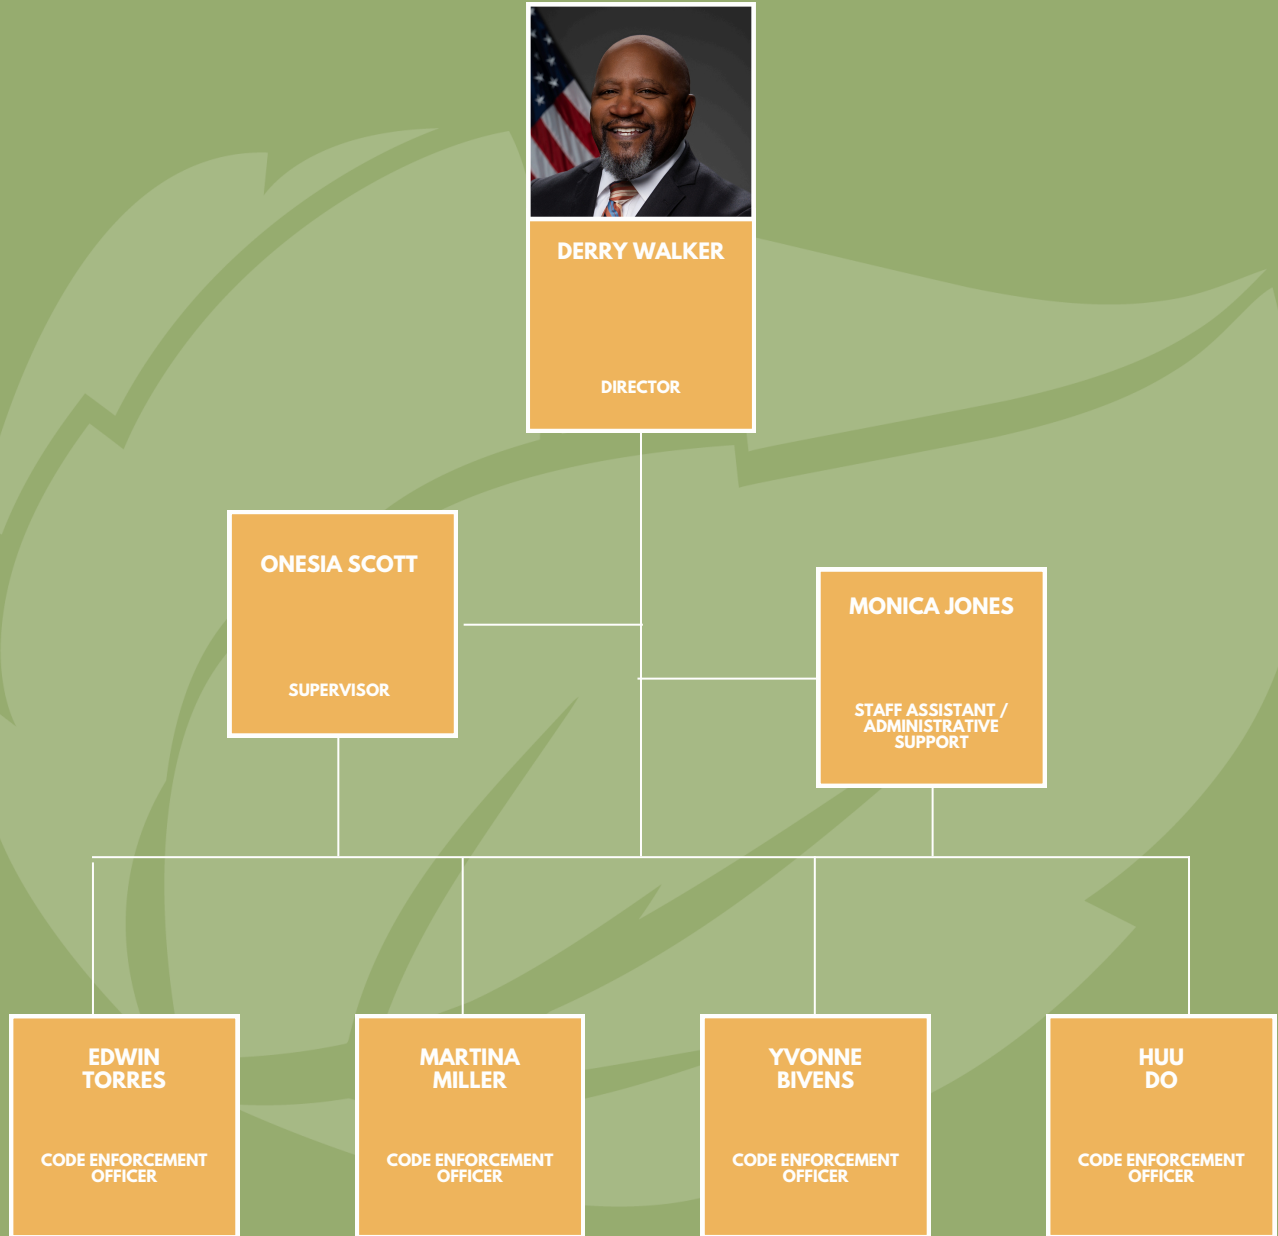 DERRY WALKER
DIRECTOR
ONESIA SCOTT
SUPERVISOR
MONICA JONES
STAFF ASSISTANT /
ADMINISTRATIVE
SUPPORT
EDWIN
TORRES
CODE ENFORCEMENT
OFFICER
MARTINA
MILLER
CODE ENFORCEMENT
OFFICER
YVONNE
BIVENS
CODE ENFORCEMENT
OFFICER
HUU
DO
CODE ENFORCEMENT
OFFICER